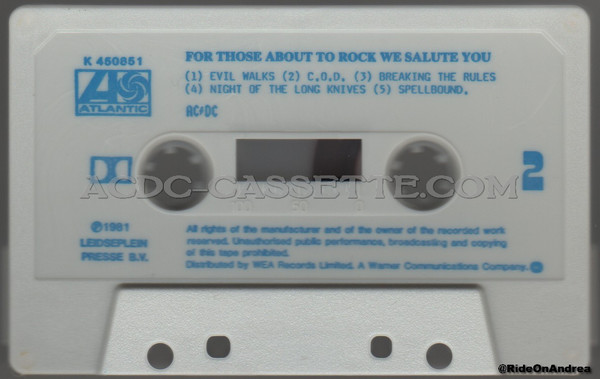 K 450851
FOR THOSE ABOUT TO ROCK WE SALUTE YOU
(1) EVIL WALKS (2) C.O.D. (3) BREAKING THE RULES
(4) NIGHT OF THE LONG KNIVES (5) SPELLBOUND.
ATLANTIC
AC⚡DC
ACDC-CASSETTE.COM
2
℗1981
LEIDSEPLEIN
PRESSE B.V.
All rights of the manufacturer and of the owner of the recorded work
reserved. Unauthorised public performance, broadcasting and copying
of this tape prohibited.
Distributed by WEA Records Limited. A Warner Communications Company.
@RideOnAndrea